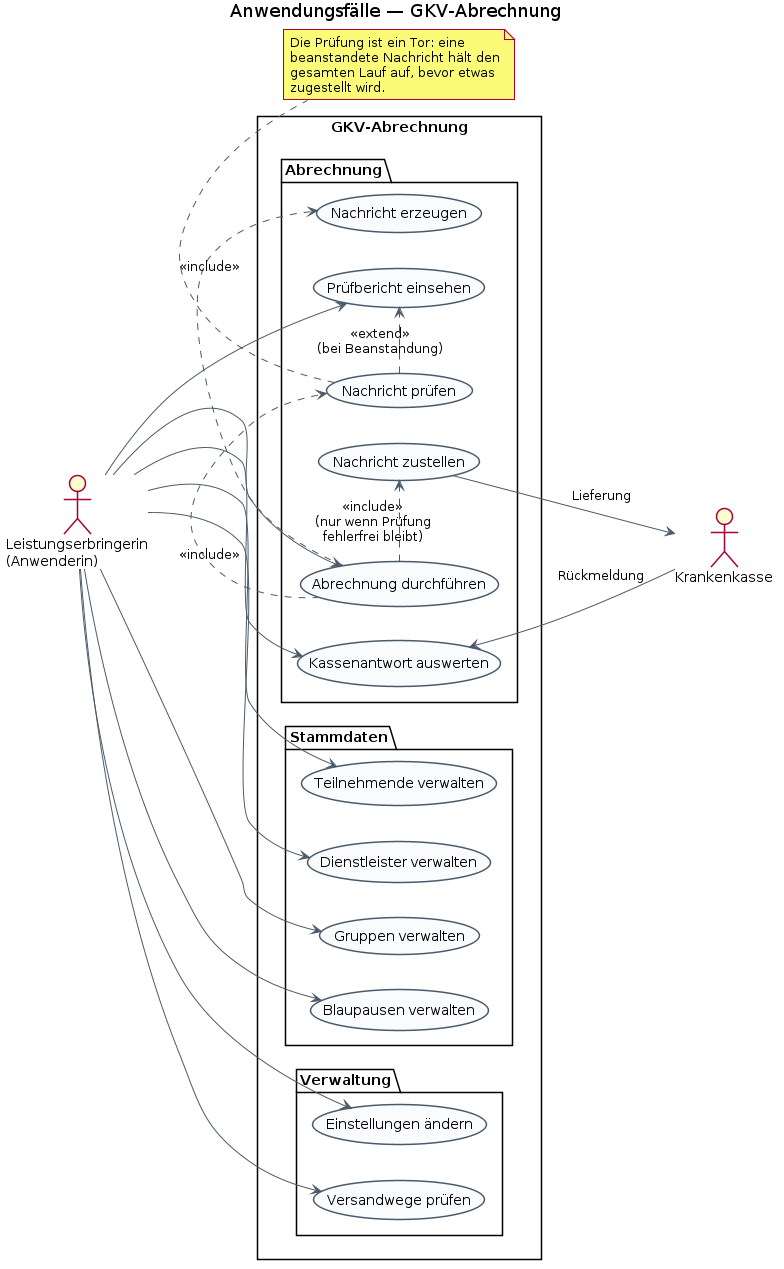 Anwendungsfälle — GKV-Abrechnung
Die Prüfung ist ein Tor: eine
beanstandete Nachricht hält den
gesamten Lauf auf, bevor etwas
zugestellt wird.
GKV-Abrechnung
Abrechnung
Nachricht erzeugen
«include»
Prüfbericht einsehen
«extend»
(bei Beanstandung)
Nachricht prüfen
Nachricht zustellen
«include»
(nur wenn Prüfung
fehlerfrei bleibt)
«include»
Abrechnung durchführen
Kassenantwort auswerten
Leistungserbringerin
(Anwenderin)
Lieferung
Rückmeldung
Krankenkasse
Stammdaten
Teilnehmende verwalten
Dienstleister verwalten
Gruppen verwalten
Blaupausen verwalten
Verwaltung
Einstellungen ändern
Versandwege prüfen